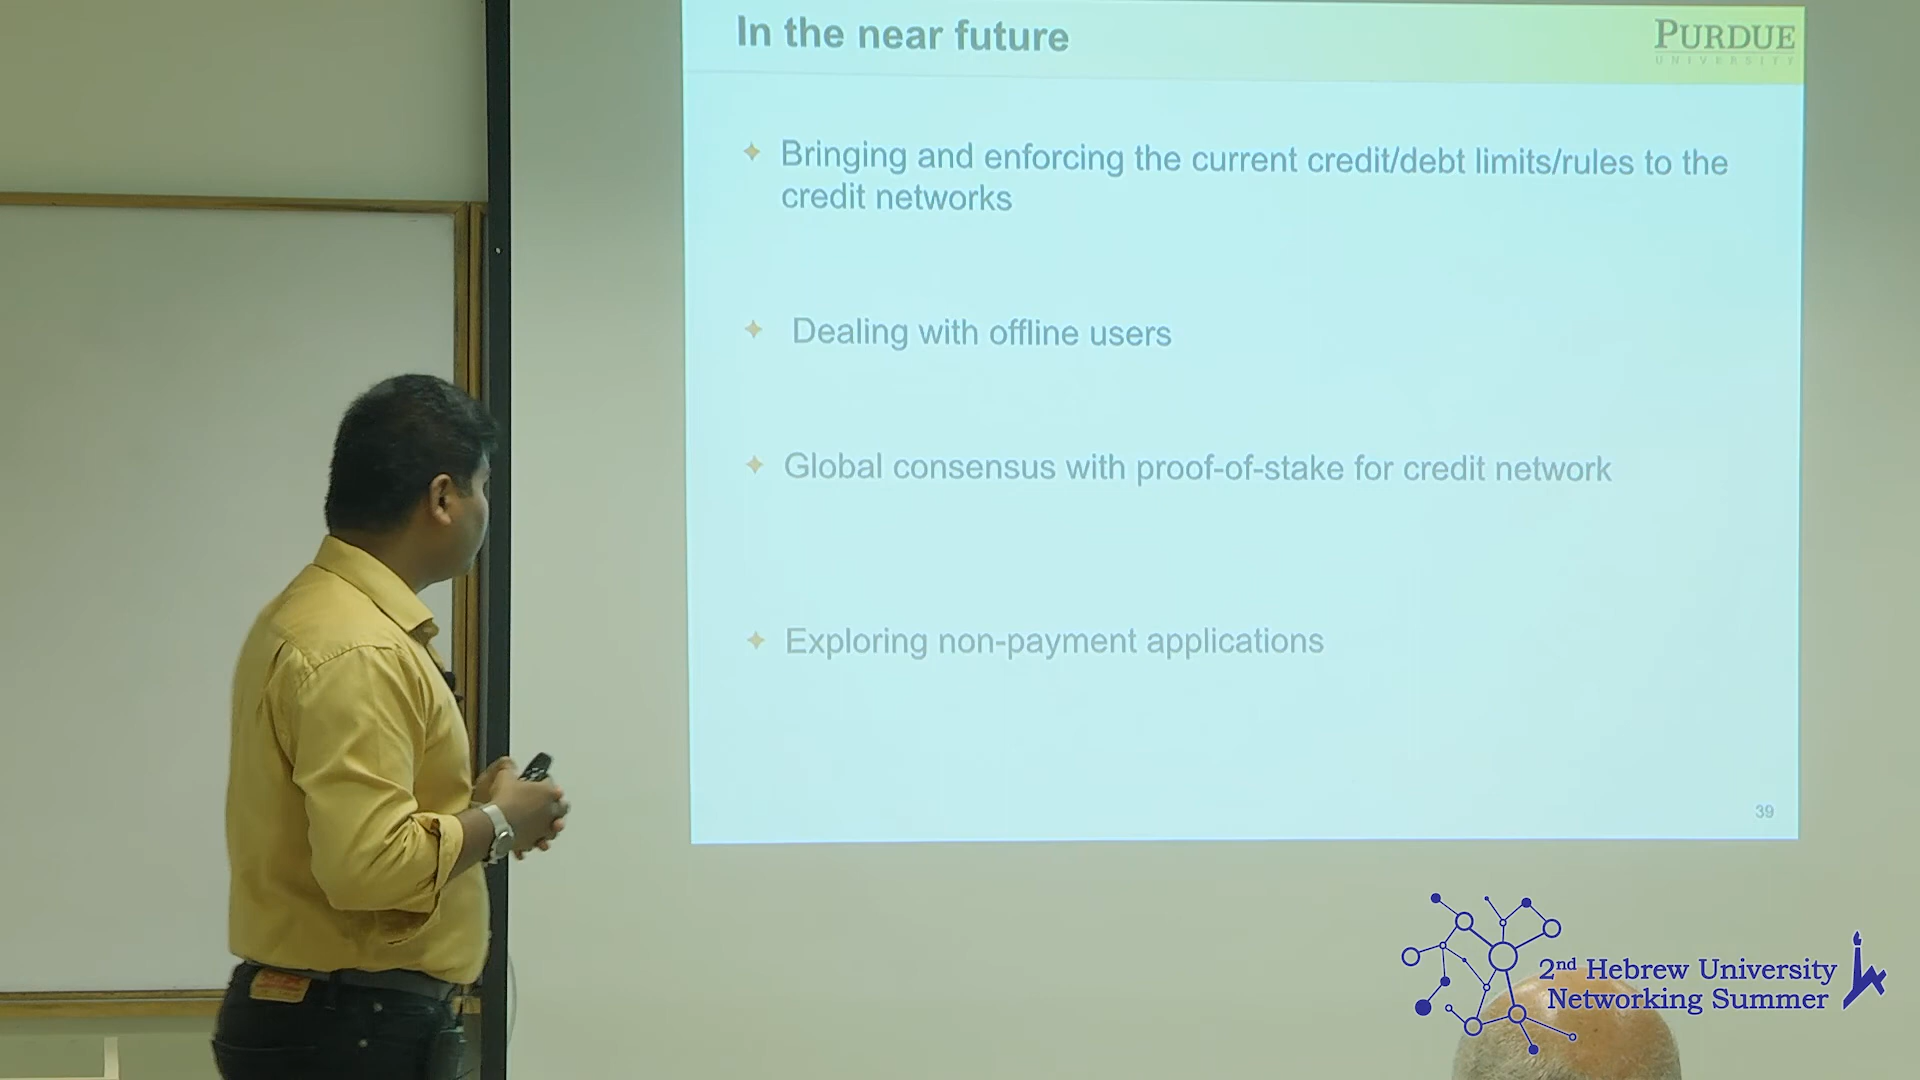 In the near future
PURDUE
UNIVERSITY
Bringing and enforcing the current credit/debt limits/rules to the
credit networks
Dealing with offline users
Global consensus with proof-of-stake for credit network
Exploring non-payment applications
39
2nd Hebrew University
Networking Summer